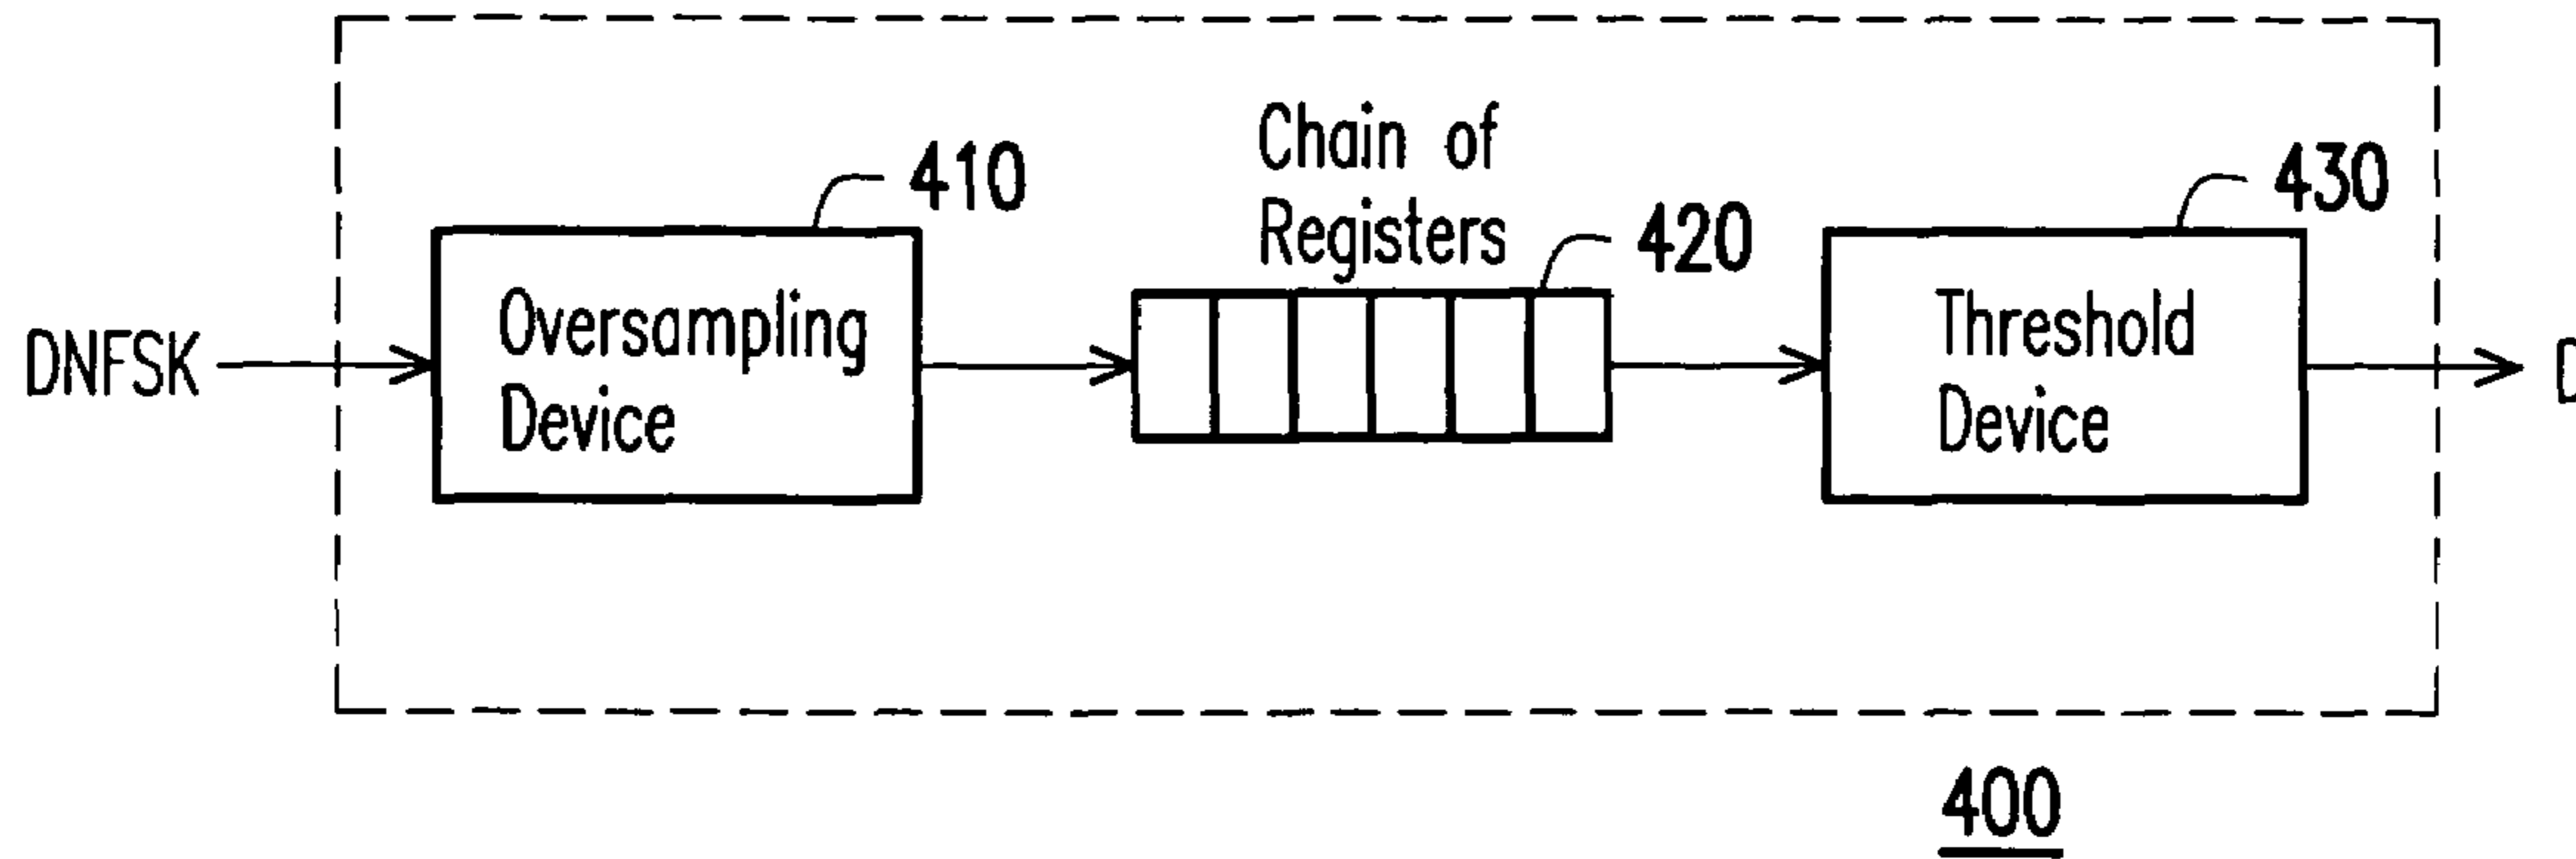 410
Chain of
Registers
420
430
DNFSK
Oversampling
Device
Threshold
Device
400